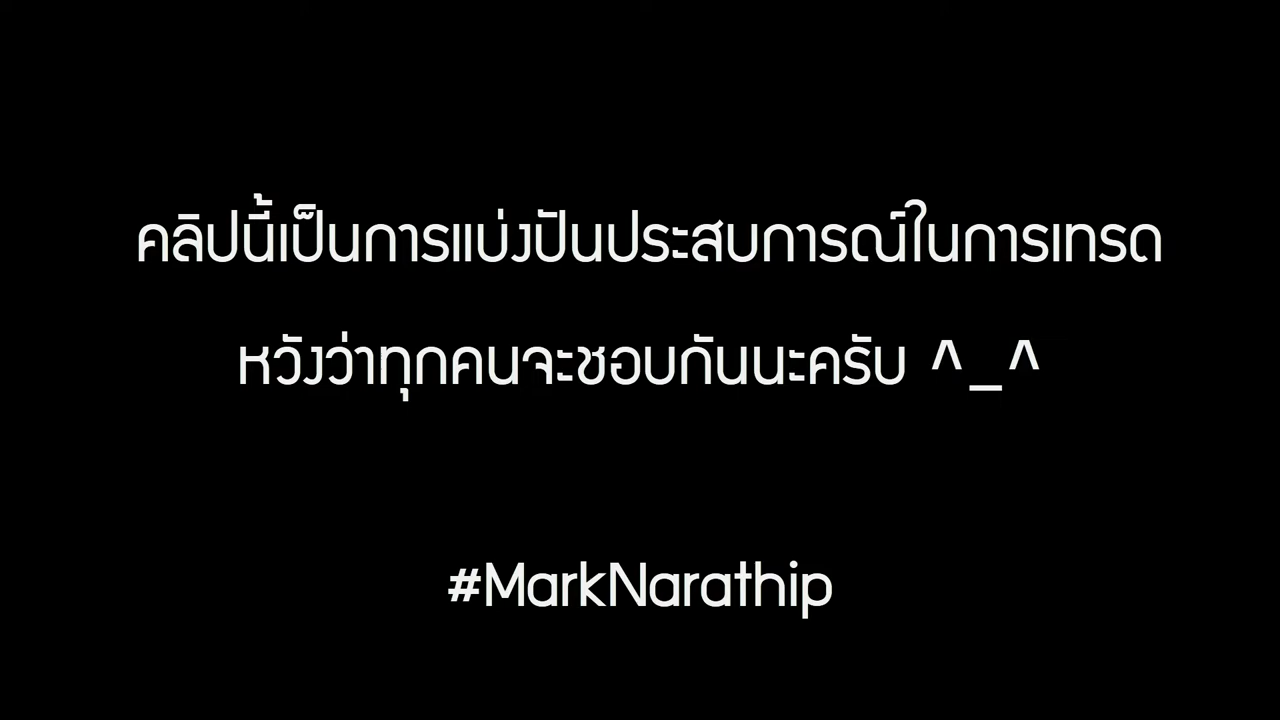 คลิปนี้เป็นการแบ่งปันประสบการณ์ในการเทรด
หวังว่าทุกคนจะชอบกันนะครับ ^_^
#MarkNarathip